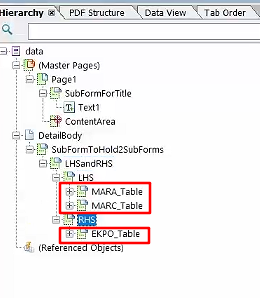 Hierarchy PDF Structure Data View Tab Order
data
(Master Pages)
Page1
SubFormForTitle
Text1
ContentArea
DetailBody
SubFormToHold2SubForms
LHSandRHS
LHS
MARA_Table
MARC_Table
RHS
EKPO_Table
(Referenced Objects)